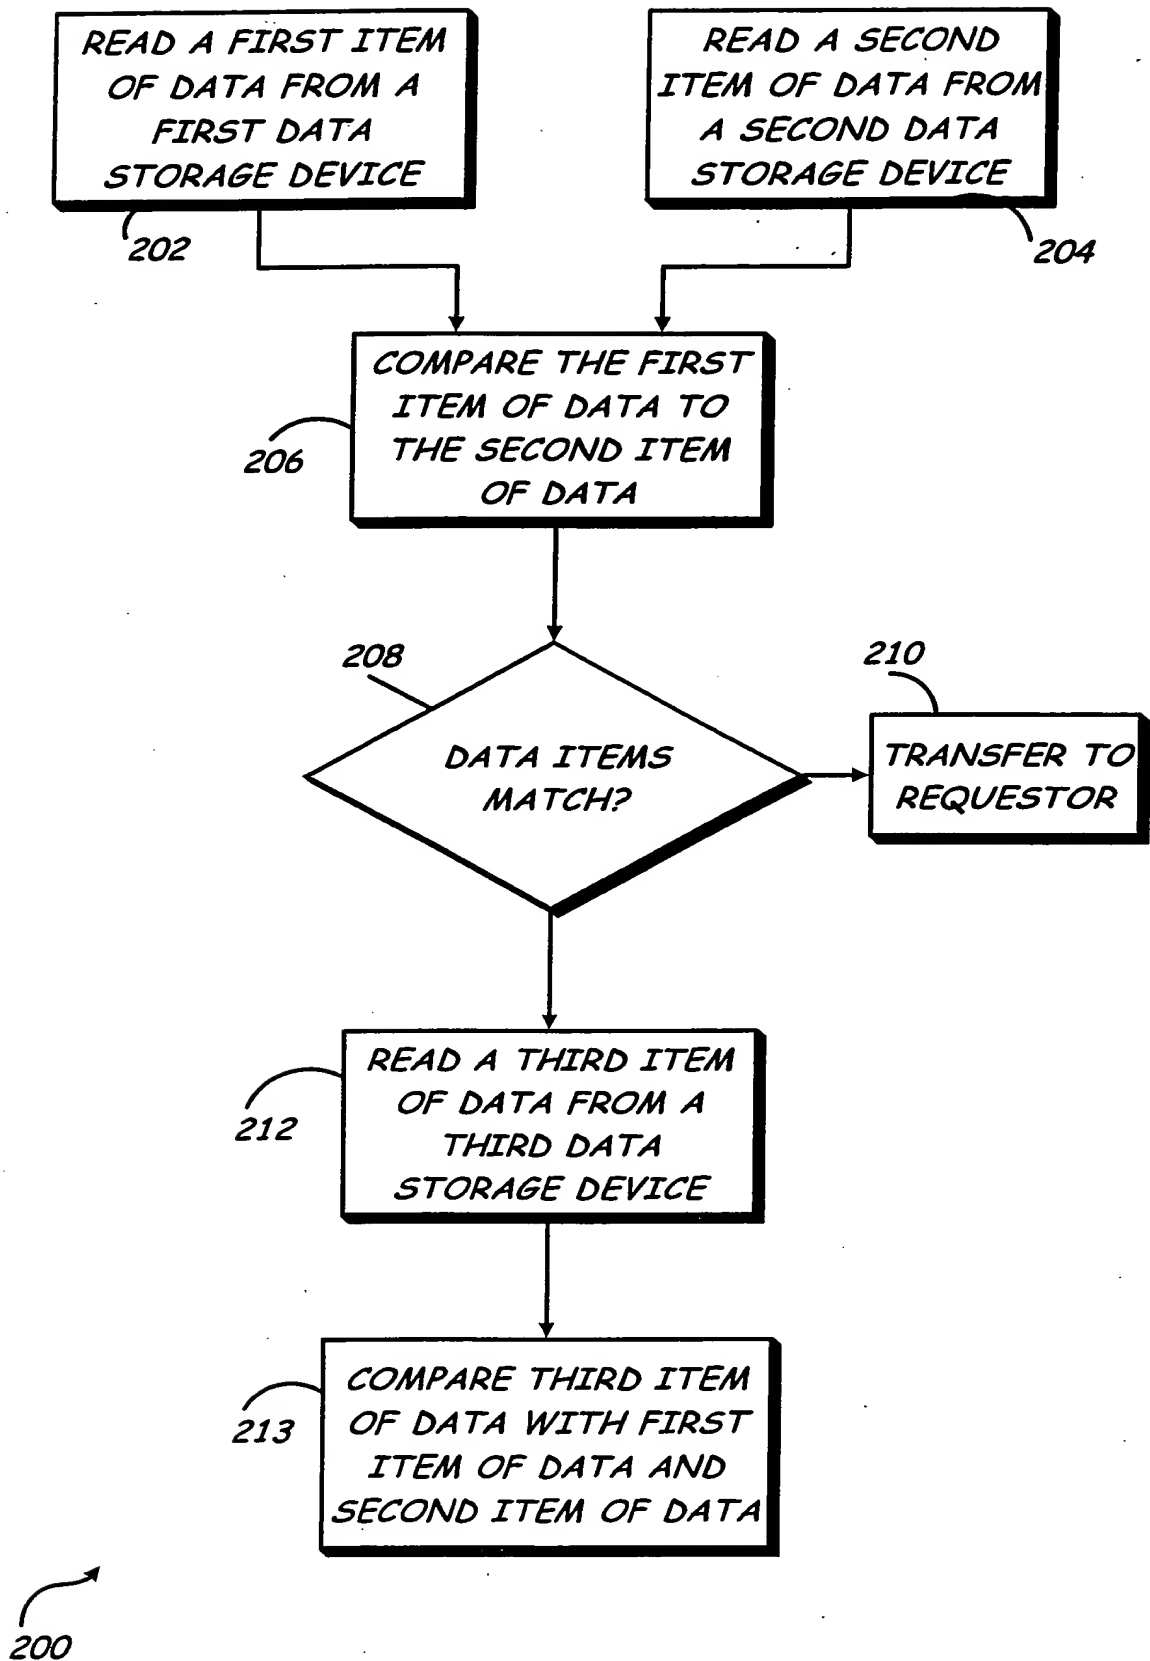 READ A FIRST ITEM
OF DATA FROM A
FIRST DATA
STORAGE DEVICE
202
READ A SECOND
ITEM OF DATA FROM
A SECOND DATA
STORAGE DEVICE
204
COMPARE THE FIRST
ITEM OF DATA TO
THE SECOND ITEM
OF DATA
206
208
DATA ITEMS
MATCH?
210
TRANSFER TO
REQUESTOR
READ A THIRD ITEM
OF DATA FROM A
THIRD DATA
STORAGE DEVICE
212
COMPARE THIRD ITEM
OF DATA WITH FIRST
ITEM OF DATA AND
SECOND ITEM OF DATA
213
200